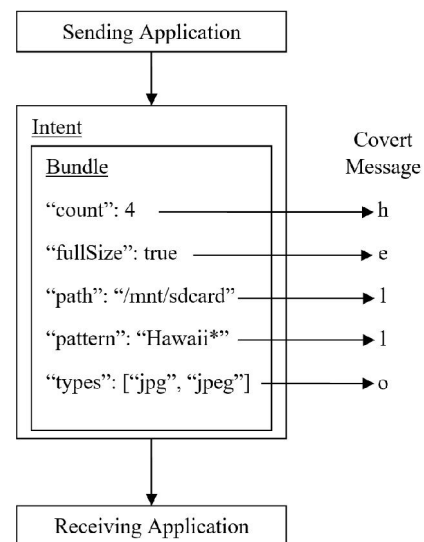 Sending Application
Intent
Covert
Message
Bundle
“count”: 4
h
“fullSize”: true
e
“path”: “/mnt/sdcard”
l
“pattern”: “Hawaii*”
l
“types”: [“jpg”, “jpeg”]
o
Receiving Application